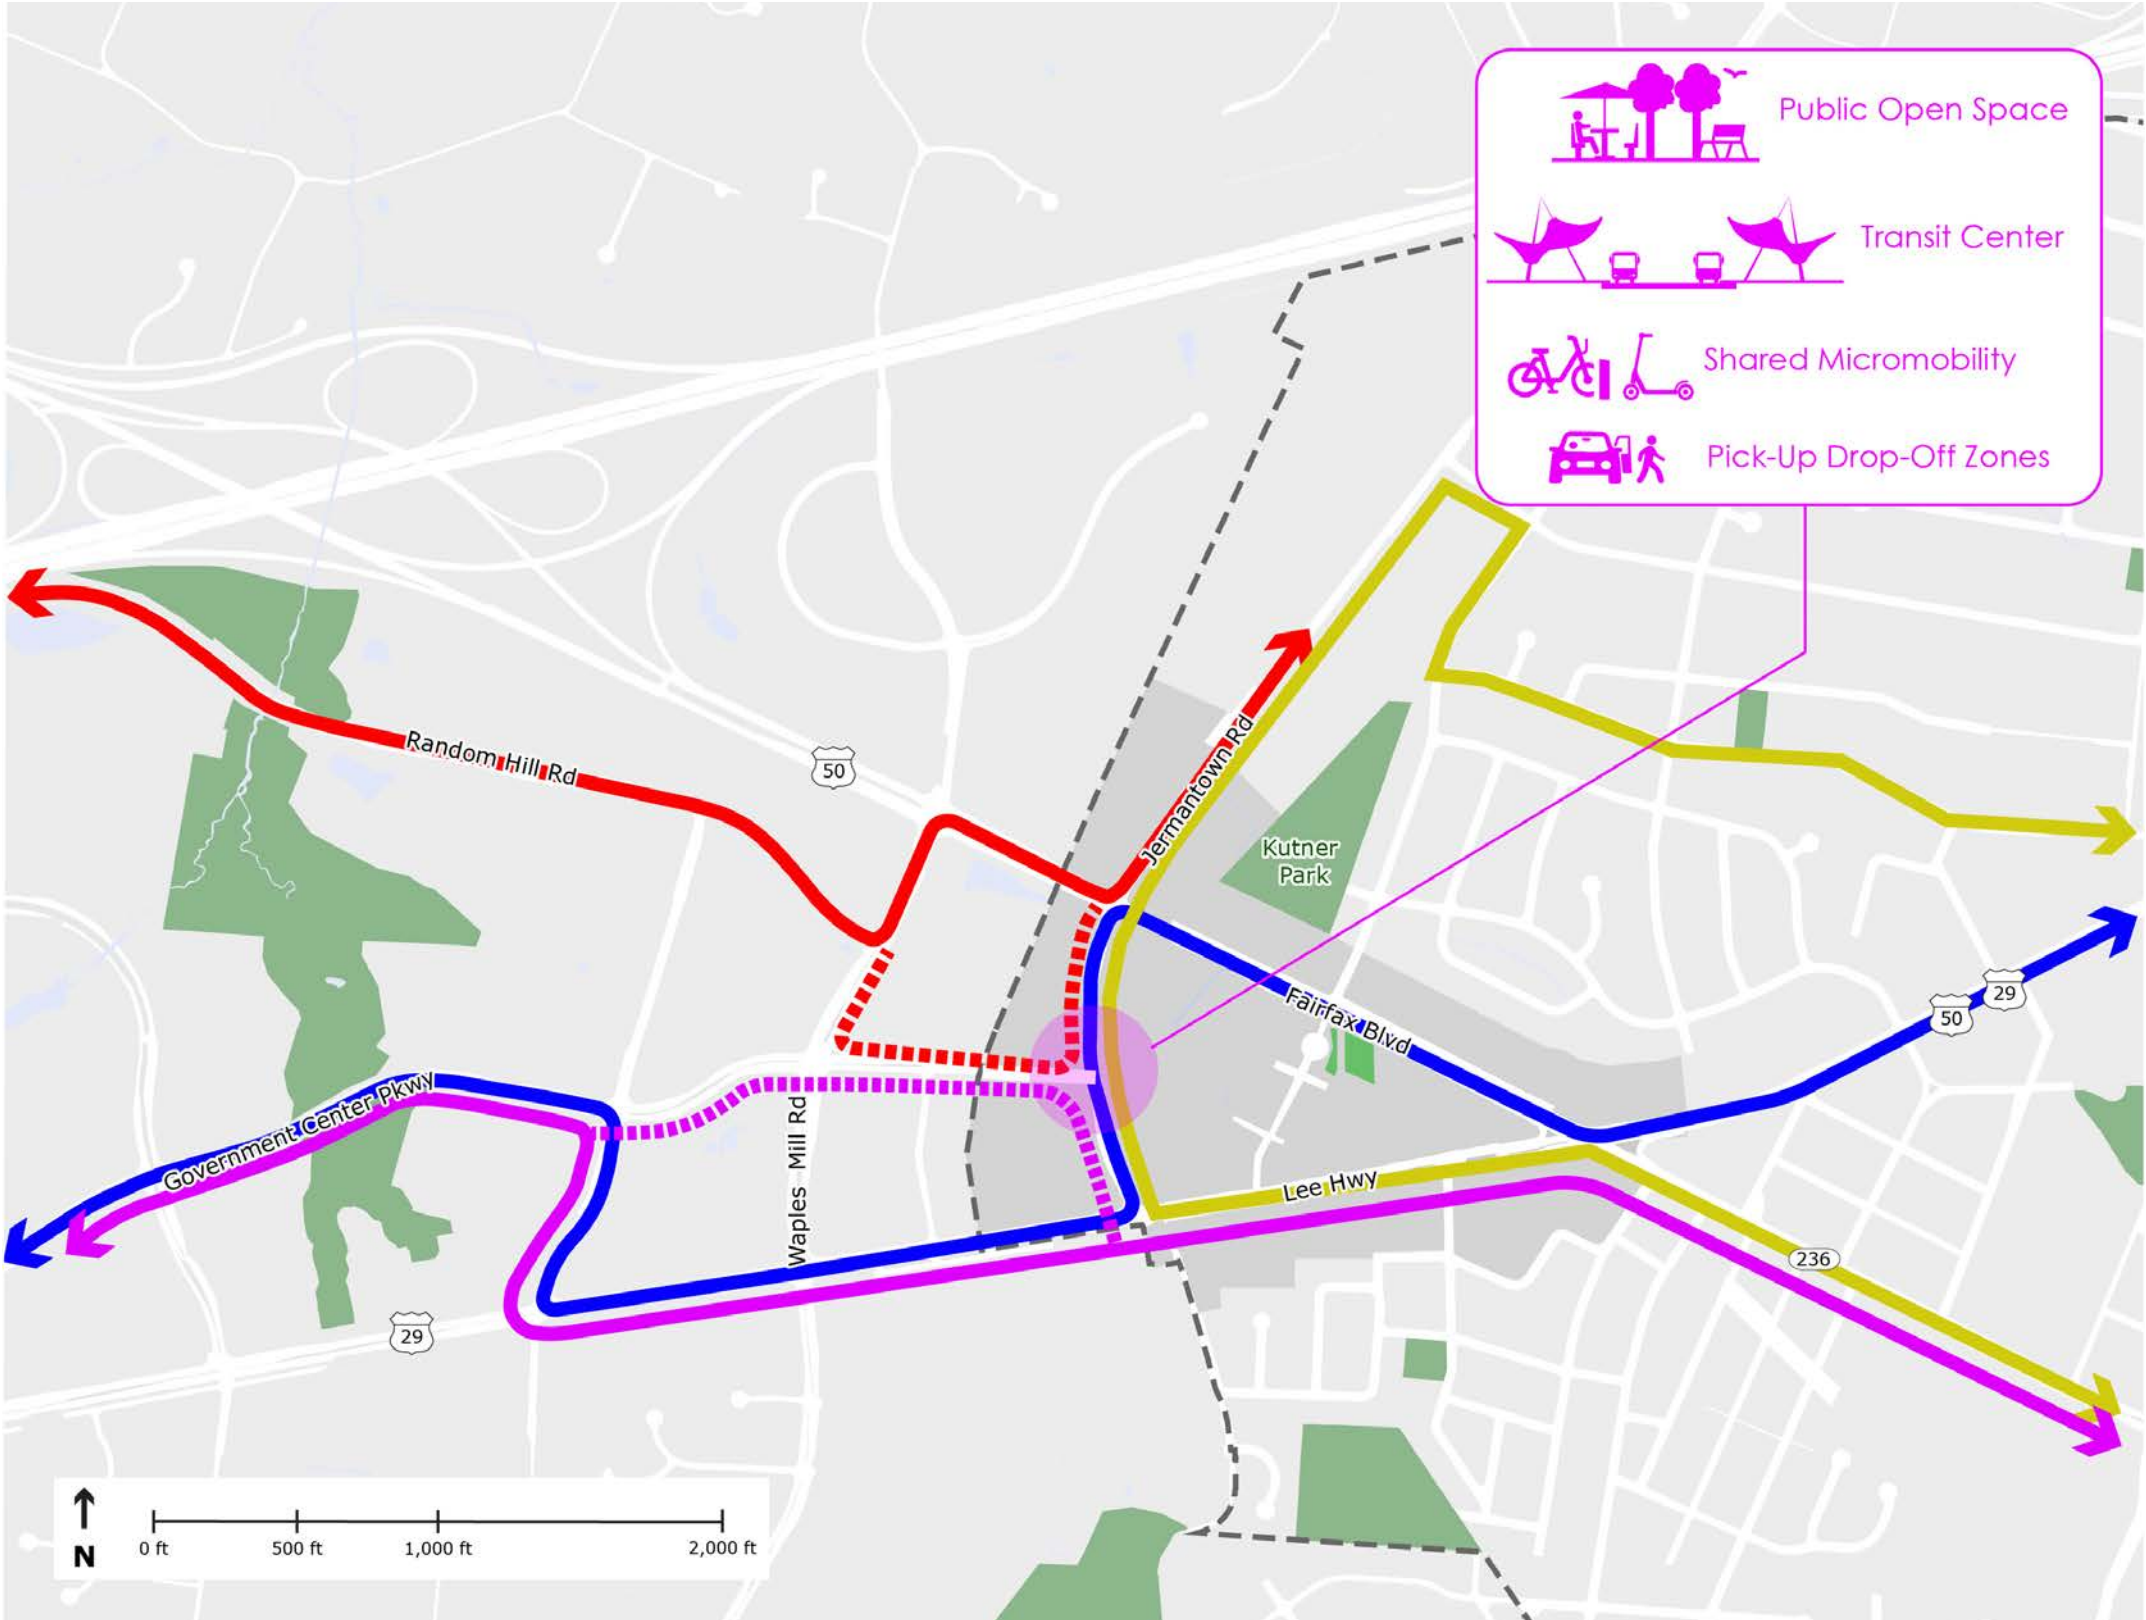 Public Open Space
Transit Center
Shared Micromobility
Pick-Up Drop-Off Zones
Random Hill Rd
50
Jermantown Rd
Kutner
Park
Fairfax Blvd
29
50
Government Center Pkwy
Waples Mill Rd
Lee Hwy
236
29
N
0 ft
500 ft
1,000 ft
2,000 ft